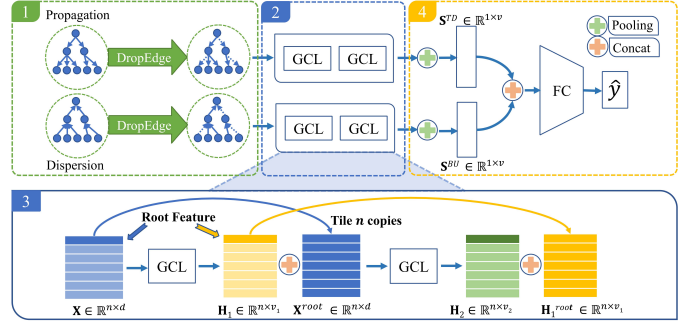 1
Propagation
DropEdge
DropEdge
Dispersion
2
GCL GCL
GCL GCL
4
S^{TD} ∈ ℝ^{1×v}
Pooling
Concat
FC
ŷ
S^{BU} ∈ ℝ^{1×v}
3
Root Feature
Tile n copies
GCL
GCL
X ∈ ℝ^{n×d}
H_1 ∈ ℝ^{n×v_1}
X^{root} ∈ ℝ^{n×d}
H_2 ∈ ℝ^{n×v_2}
H_1^{root} ∈ ℝ^{n×v_1}